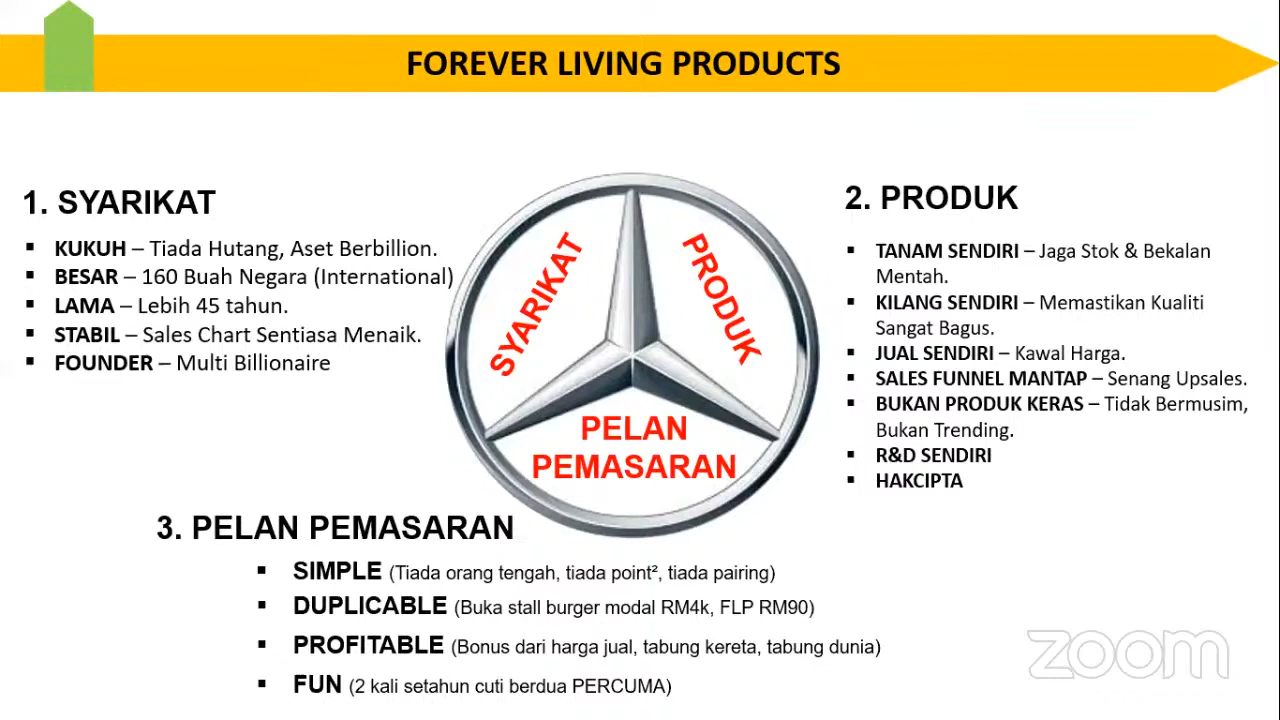 FOREVER LIVING PRODUCTS
1. SYARIKAT
▪ KUKUH – Tiada Hutang, Aset Berbillion.
▪ BESAR – 160 Buah Negara (International)
▪ LAMA – Lebih 45 tahun.
▪ STABIL – Sales Chart Sentiasa Menaik.
▪ FOUNDER – Multi Billionaire
SYARIKAT
PRODUK
PELAN
PEMASARAN
2. PRODUK
▪ TANAM SENDIRI – Jaga Stok & Bekalan
Mentah.
▪ KILANG SENDIRI – Memastikan Kualiti
Sangat Bagus.
▪ JUAL SENDIRI – Kawal Harga.
▪ SALES FUNNEL MANTAP – Senang Upsales.
▪ BUKAN PRODUK KERAS – Tidak Bermusim,
Bukan Trending.
▪ R&D SENDIRI
▪ HAKCIPTA
3. PELAN PEMASARAN
▪ SIMPLE (Tiada orang tengah, tiada point², tiada pairing)
▪ DUPLICABLE (Buka stall burger modal RM4k, FLP RM90)
▪ PROFITABLE (Bonus dari harga jual, tabung kereta, tabung dunia)
▪ FUN (2 kali setahun cuti berdua PERCUMA)
zoom